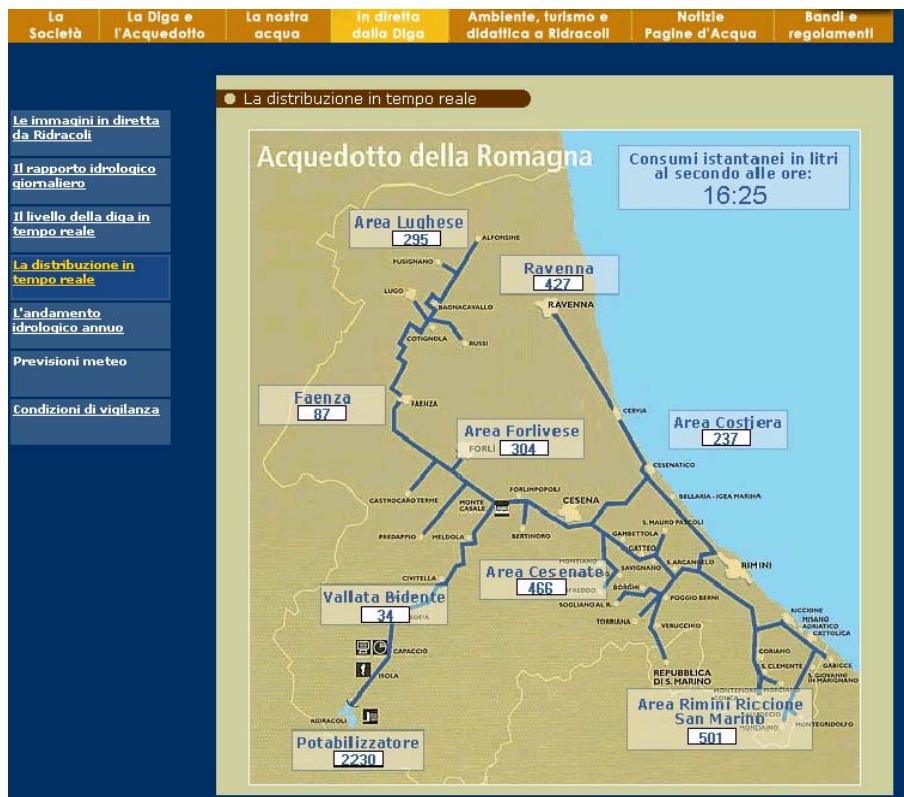 La Società
La Diga e l'Acquedotto
La nostra acqua
In diretta dalla Diga
Ambiente, turismo e didattica a Ridracoli
Notizie Pagine d'Acqua
Bandi e regolamenti
Le immagini in diretta
da Ridracoli
Il rapporto idrologico
giornaliero
Il livello della diga in
tempo reale
La distribuzione in
tempo reale
L'andamento
idrologico annuo
Previsioni meteo
Condizioni di vigilanza
La distribuzione in tempo reale
Acquedotto della Romagna
Consumi istantanei in litri
al secondo alle ore:
16:25
Area Lughese
295
ALFONSINE
FUSIGNANO
Ravenna
427
LUGO
BAGNACAVALLO
RAVENNA
COTIGNOLA
RUSSI
Faenza
87
FAENZA
CERVIA
Area Costiera
237
Area Forlivese
FORLÌ
304
CESENATICO
CASTROCARO TERME
MONTE
CASALE
FORLIMPOPOLI
CESENA
BELLARIA - IGEA MARINA
PREDAPPIO
MELDOLA
BERTINORO
S. MAURO PASCOLI
GAMBETTOLA
GATTEO
MONTIANO
SAVIGNANO
S. ARCANGELO
RIMINI
CIVITELLA
Area Cesenate
466
BORGHI
SOGLIANO AL R.
POGGIO BERNI
Vallata Bidente
34
SOFIA
TORRIANA
VERUCCHIO
RICCIONE
MISANO
ADRIATICO
CATTOLICA
CAPACCIO
ISOLA
CORIANO
S. CLEMENTE
GABICCE
S. GIOVANNI
IN MARIGNANO
REPUBBLICA
DI S. MARINO
MONTEFIORE
CONCA
MORCIANO
Area Rimini Riccione
San Marino
501
MONDAINO
MONTEGRIDOLFO
RIDRACOLI
Potabilizzatore
2230